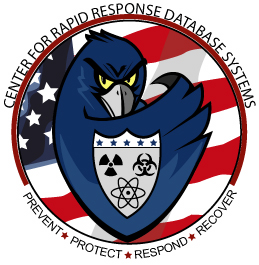 CENTER FOR RAPID RESPONSE DATABASE SYSTEMS
PREVENT ★ PROTECT ★ RESPOND ★ RECOVER